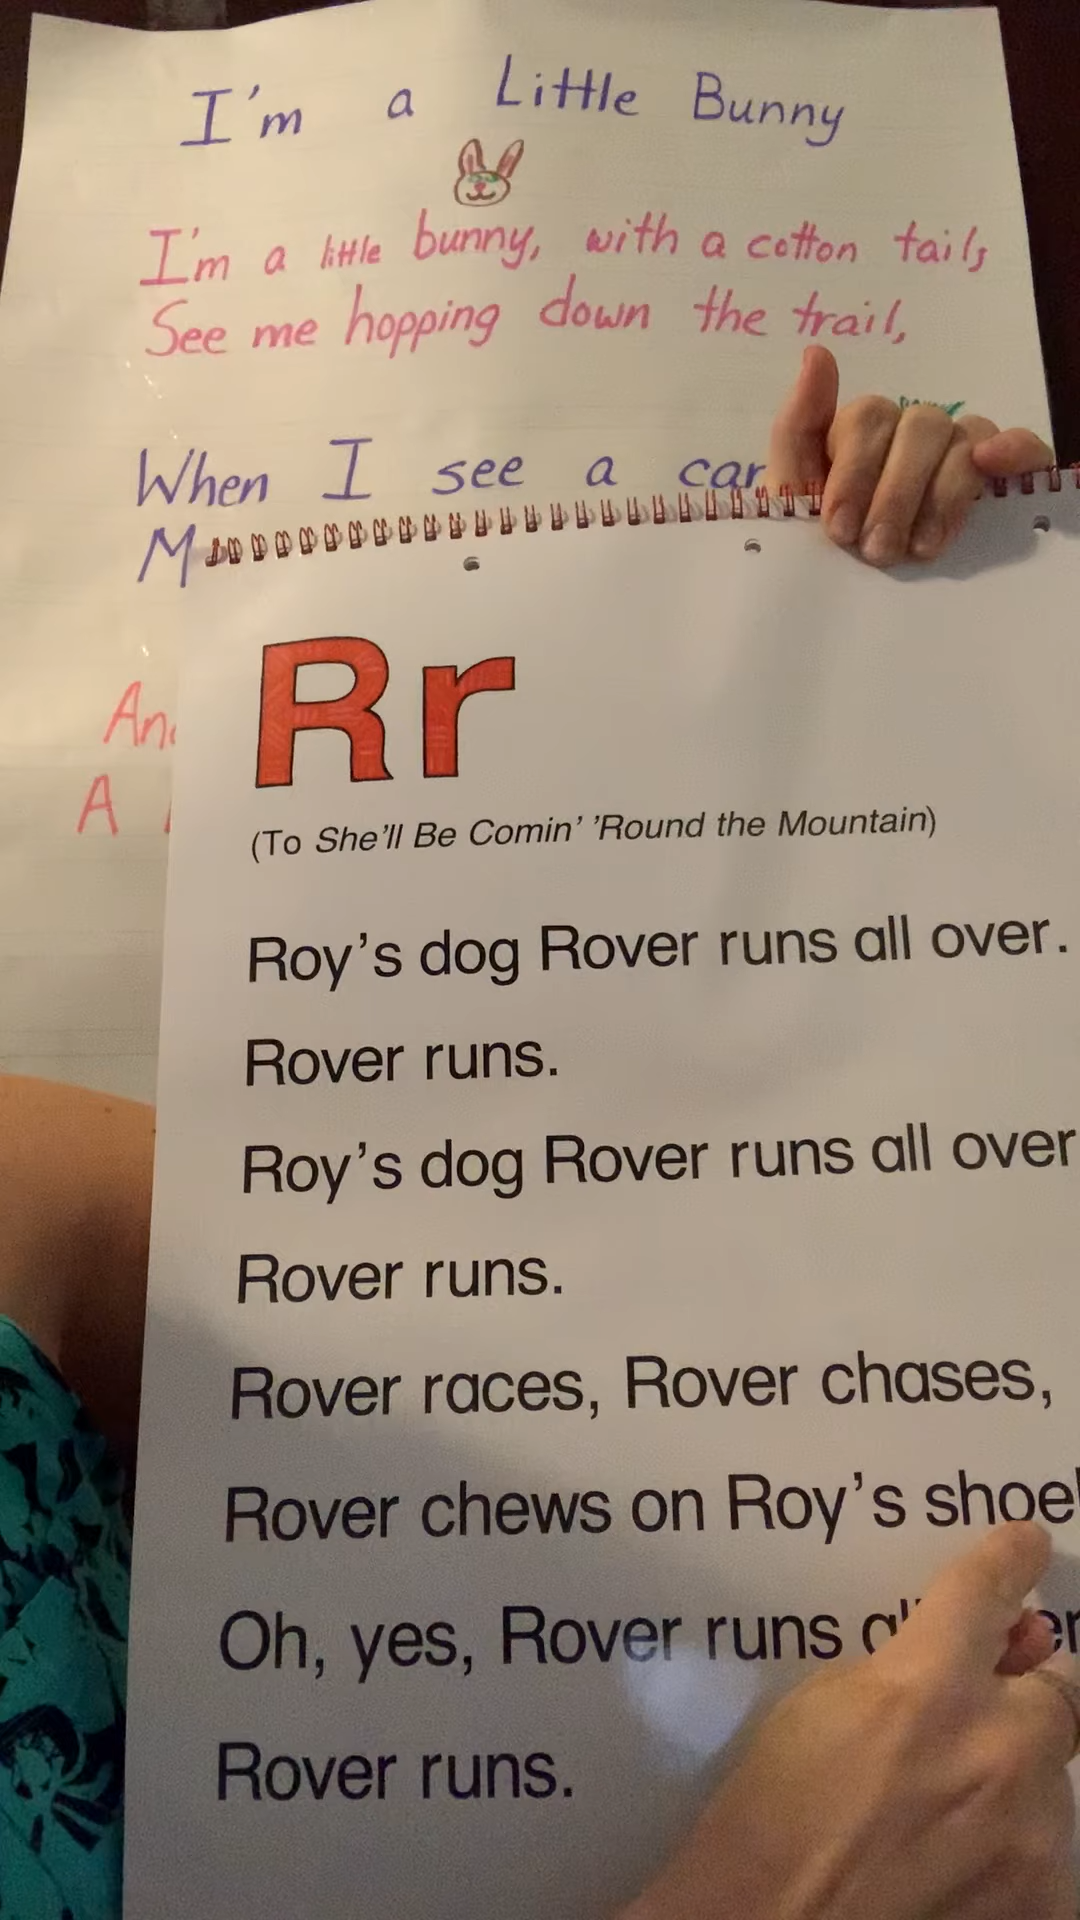 I'm a Little Bunny
I'm a little bunny, with a cotton tail,
See me hopping down the trail,
When I see a car
M
An
A
Rr
(To She'll Be Comin' 'Round the Mountain)
Roy's dog Rover runs all over.
Rover runs.
Roy's dog Rover runs all over
Rover runs.
Rover races, Rover chases,
Rover chews on Roy's shoe!
Oh, yes, Rover runs
Rover runs.